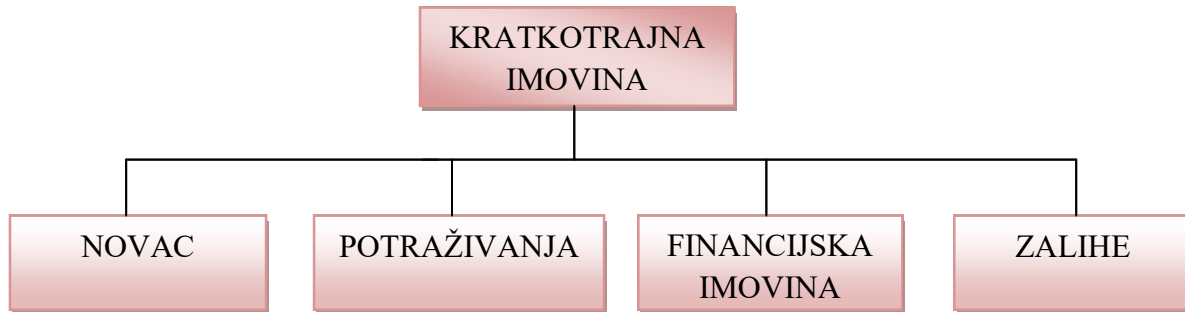 KRATKOTRAJNA
IMOVINA
NOVAC
POTRAŽIVANJA
FINANCIJSKA
IMOVINA
ZALIHE